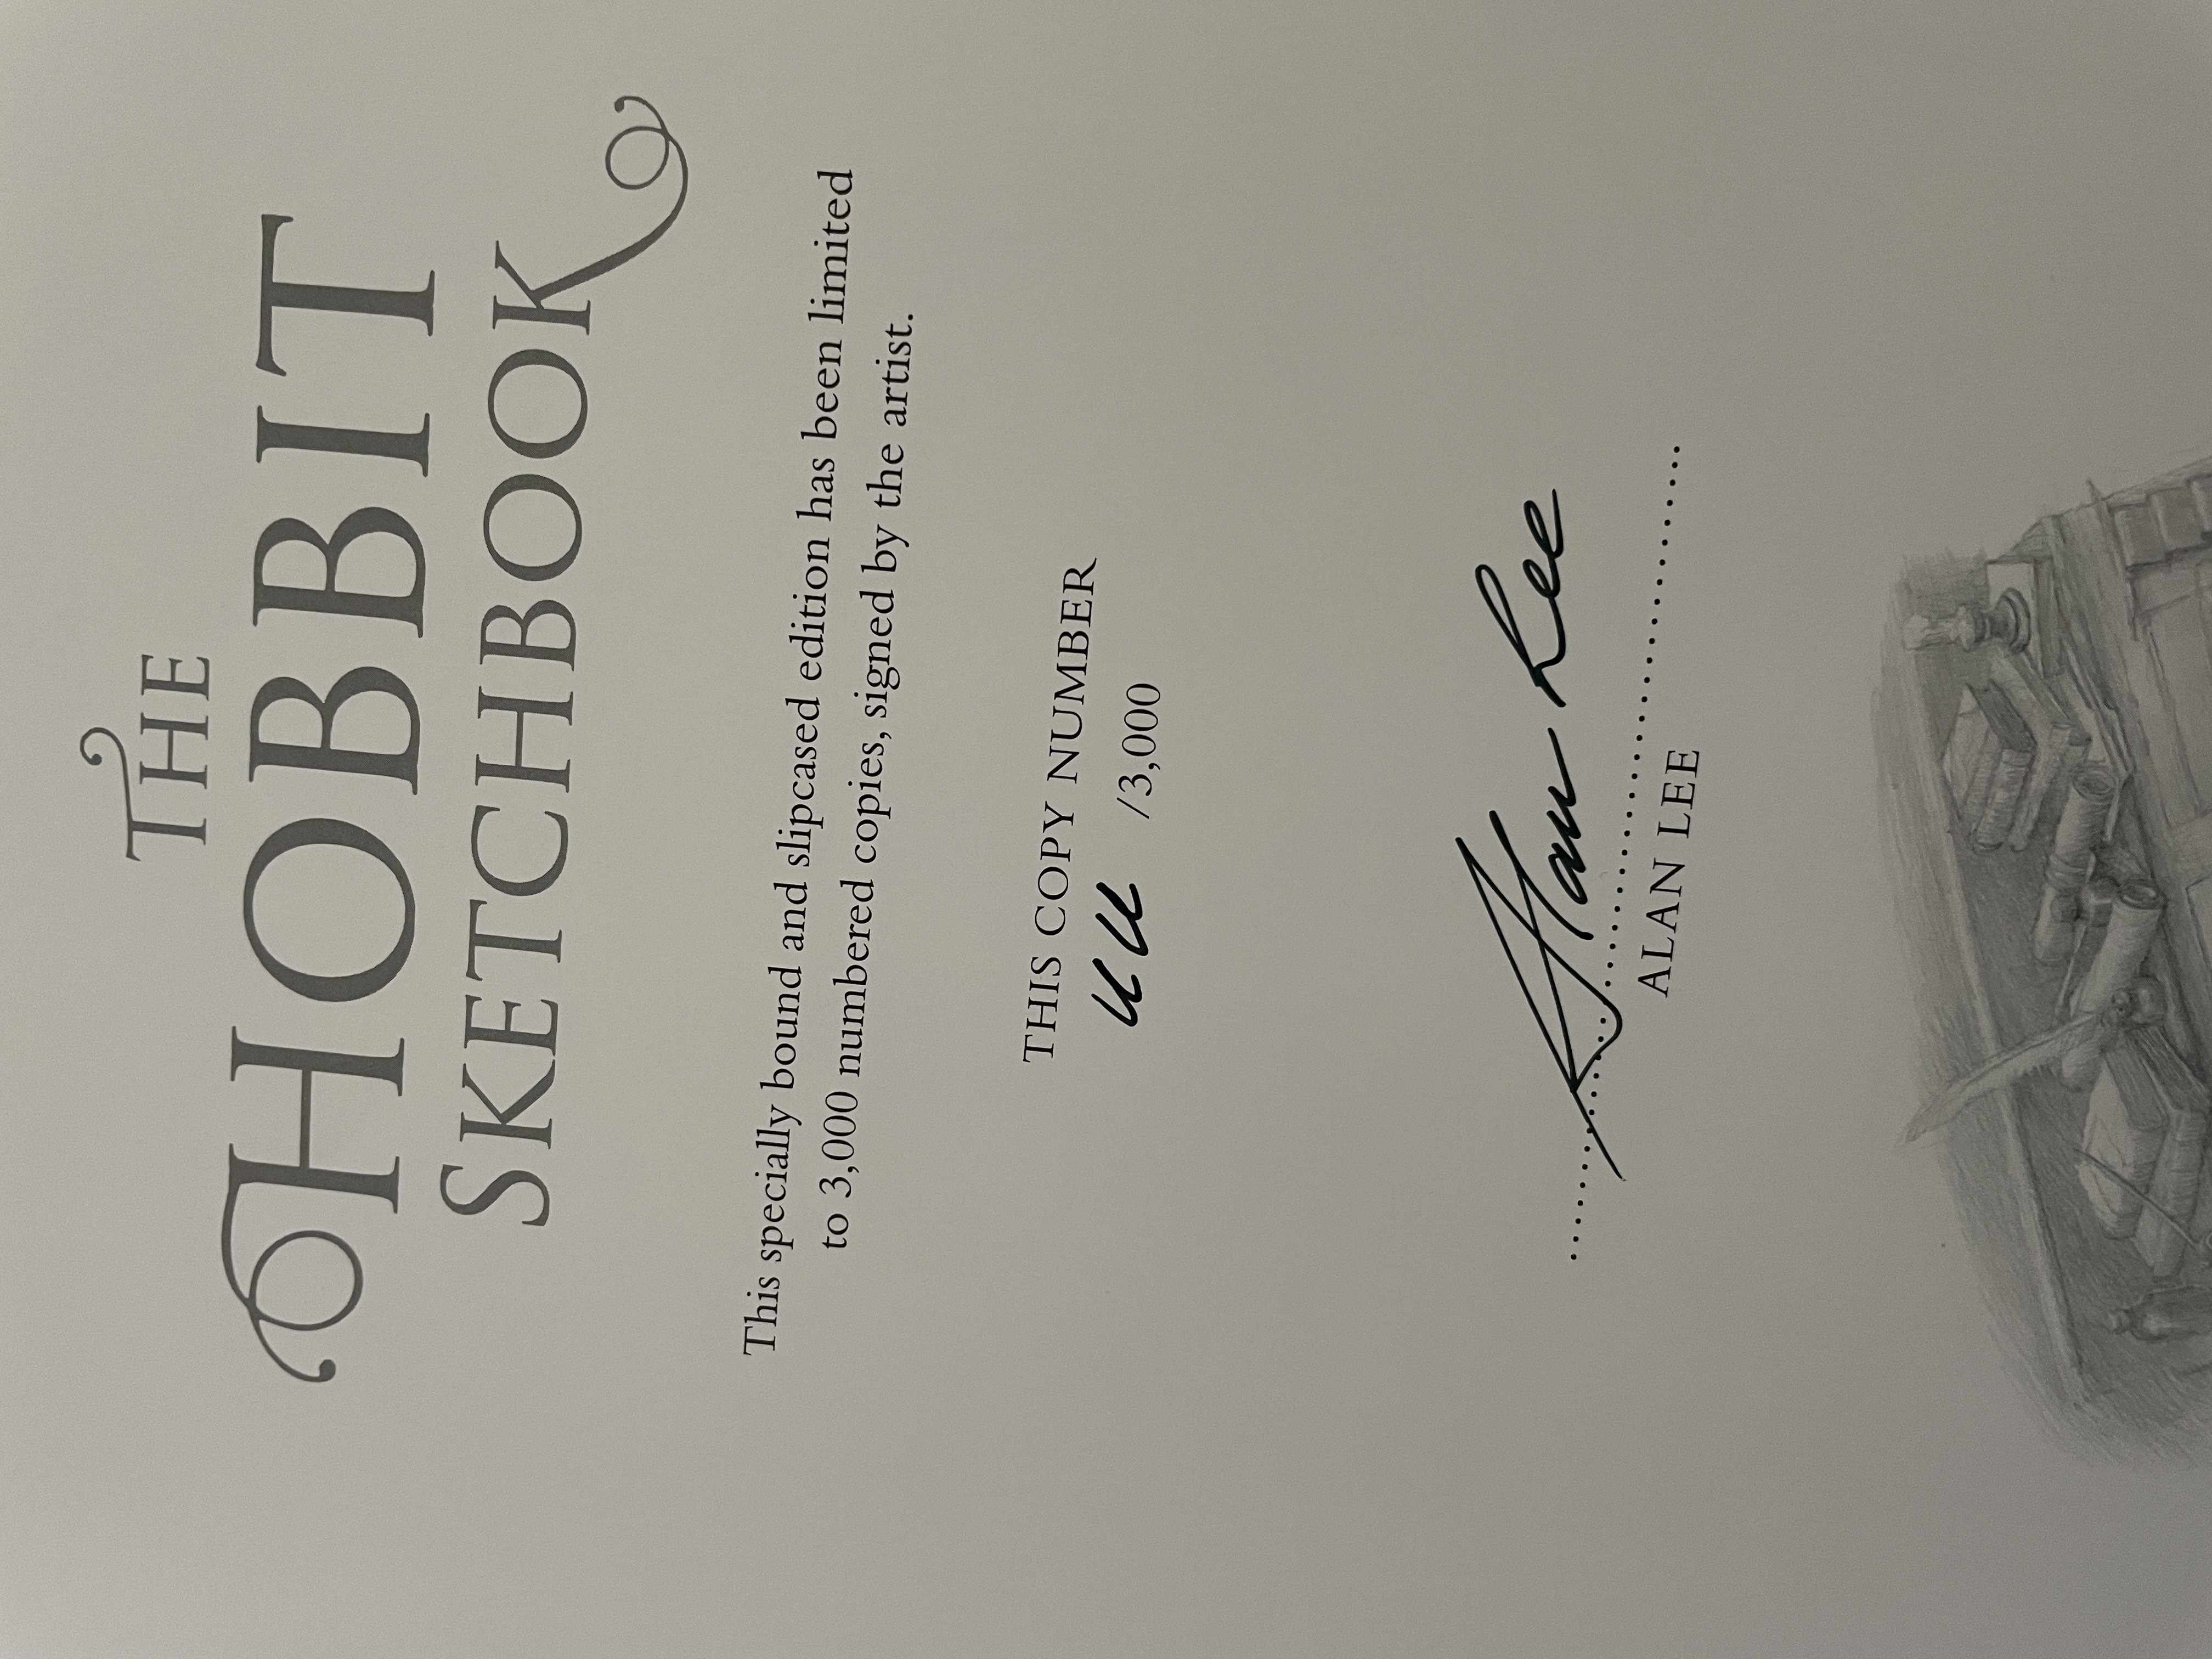 THE
HOBBIT
SKETCHBOOK
This specially bound and slipcased edition has been limited
to 3,000 numbered copies, signed by the artist.
THIS COPY NUMBER
/3,000
Alan Lee
ALAN LEE